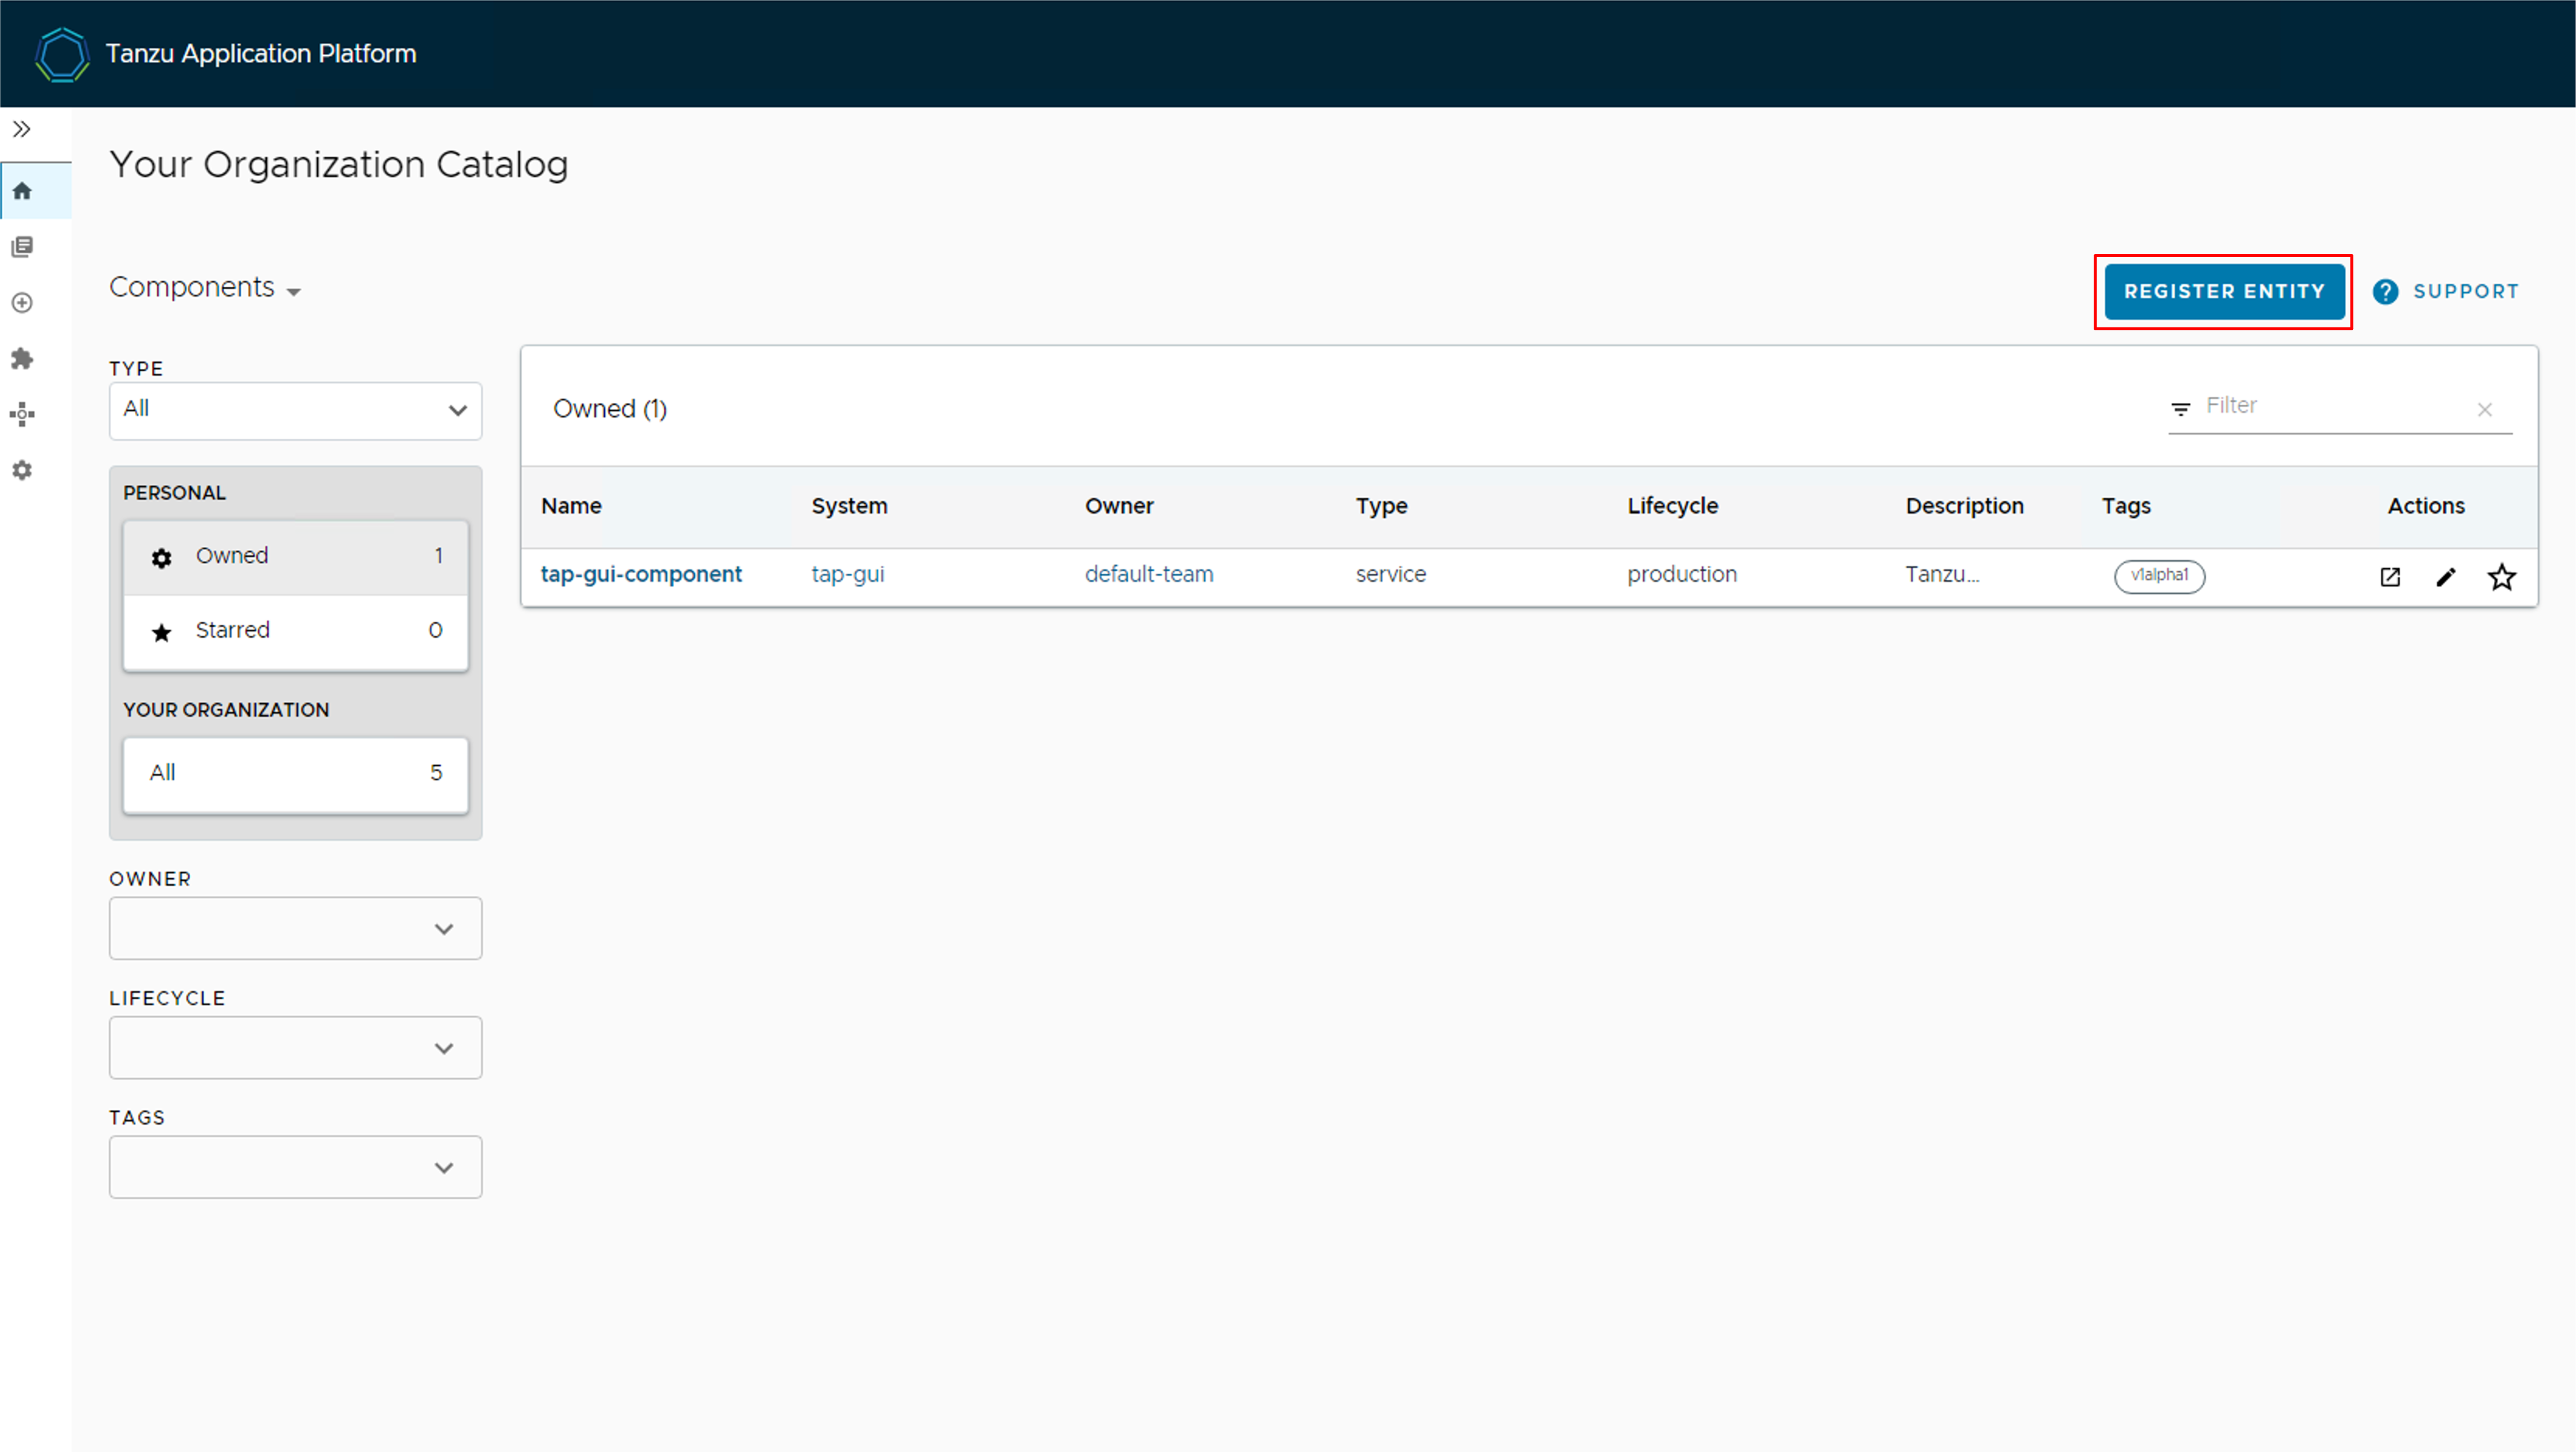 Tanzu Application Platform
Your Organization Catalog
Components
REGISTER ENTITY
SUPPORT
TYPE
All
PERSONAL
Owned 1
Starred 0
YOUR ORGANIZATION
All 5
OWNER
LIFECYCLE
TAGS
Owned (1)
Filter
Name System Owner Type Lifecycle Description Tags Actions
tap-gui-component tap-gui default-team service production Tanzu... v1alpha1